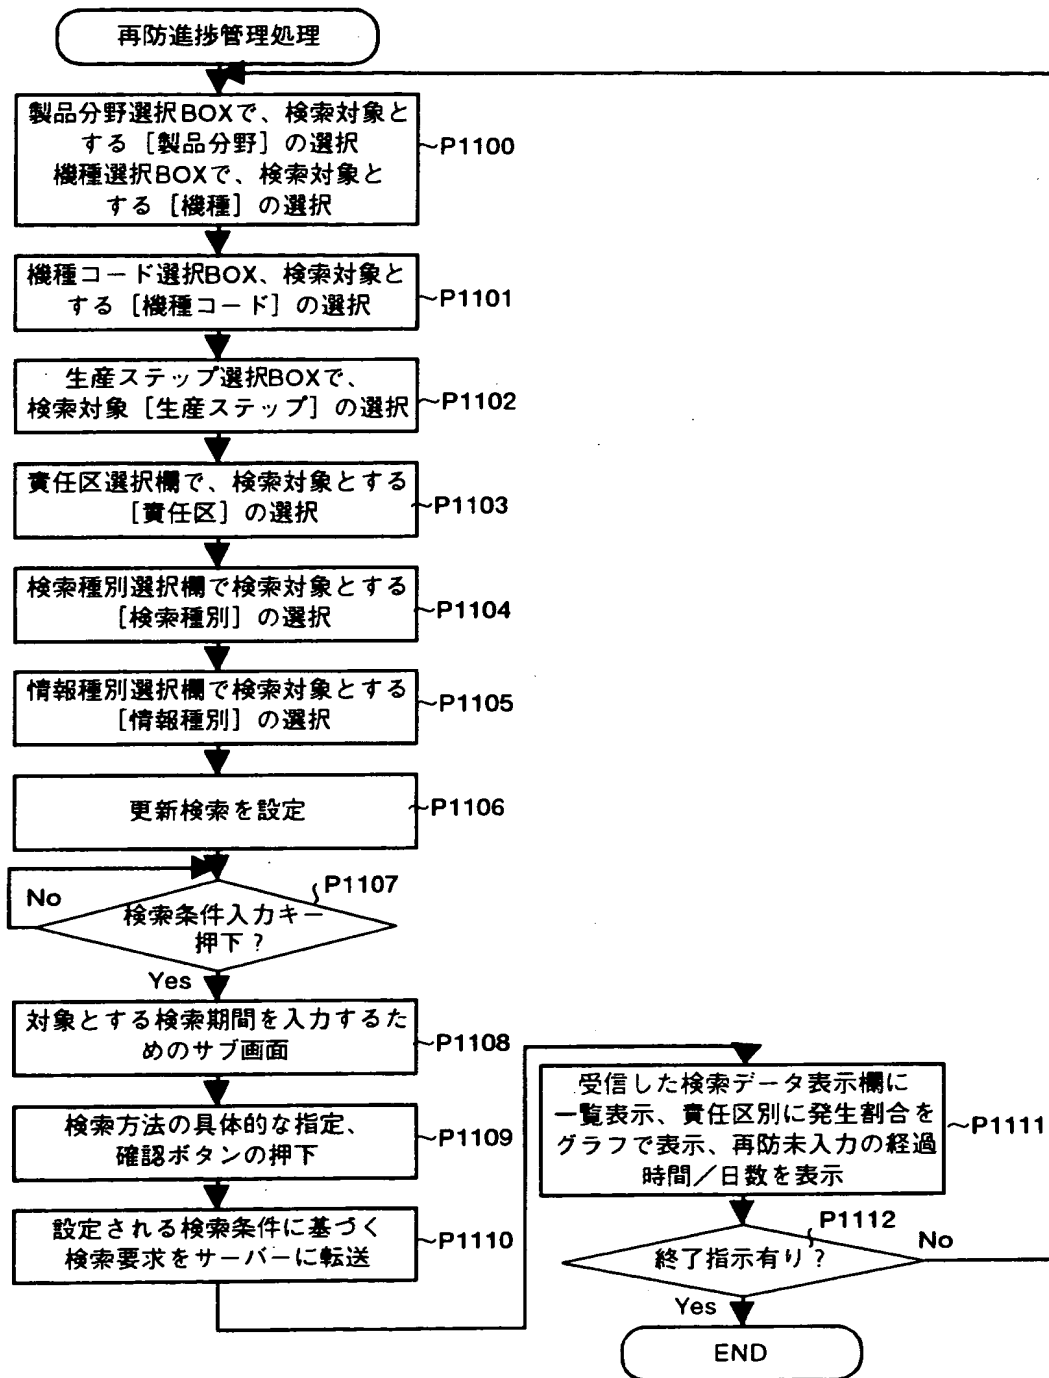 再防進捗管理処理
製品分野選択BOXで、検索対象と
する［製品分野］の選択
機種選択BOXで、検索対象と
する［機種］の選択
~P1100
機種コード選択BOX、検索対象と
する［機種コード］の選択
~P1101
生産ステップ選択BOXで、
検索対象［生産ステップ］の選択
~P1102
責任区選択欄で、検索対象とする
［責任区］の選択
~P1103
検索種別選択欄で検索対象とする
［検索種別］の選択
~P1104
情報種別選択欄で検索対象とする
［情報種別］の選択
~P1105
更新検索を設定
~P1106
P1107
No
検索条件入力キー
押下？
Yes
対象とする検索期間を入力するた
めのサブ画面
~P1108
検索方法の具体的な指定、
確認ボタンの押下
~P1109
設定される検索条件に基づく
検索要求をサーバーに転送
~P1110
受信した検索データ表示欄に
一覧表示、責任区別に発生割合を
グラフで表示、再防未入力の経過
時間／日数を表示
~P1111
P1112
終了指示有り？
No
Yes
END